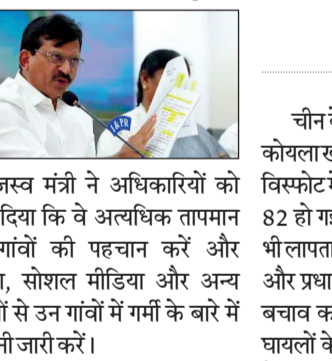 I&PR
जस्व मंत्री ने अधिकारियों को
दिया कि वे अत्यधिक तापमान
गांवों की पहचान करें और
सोशल मीडिया और अन्य
से उन गांवों में गर्मी के बारे में
जारी करें।
चीन
कोयला
विस्फोट
82 हो
भी लापता
और प्रधा
बचाव
घायलों